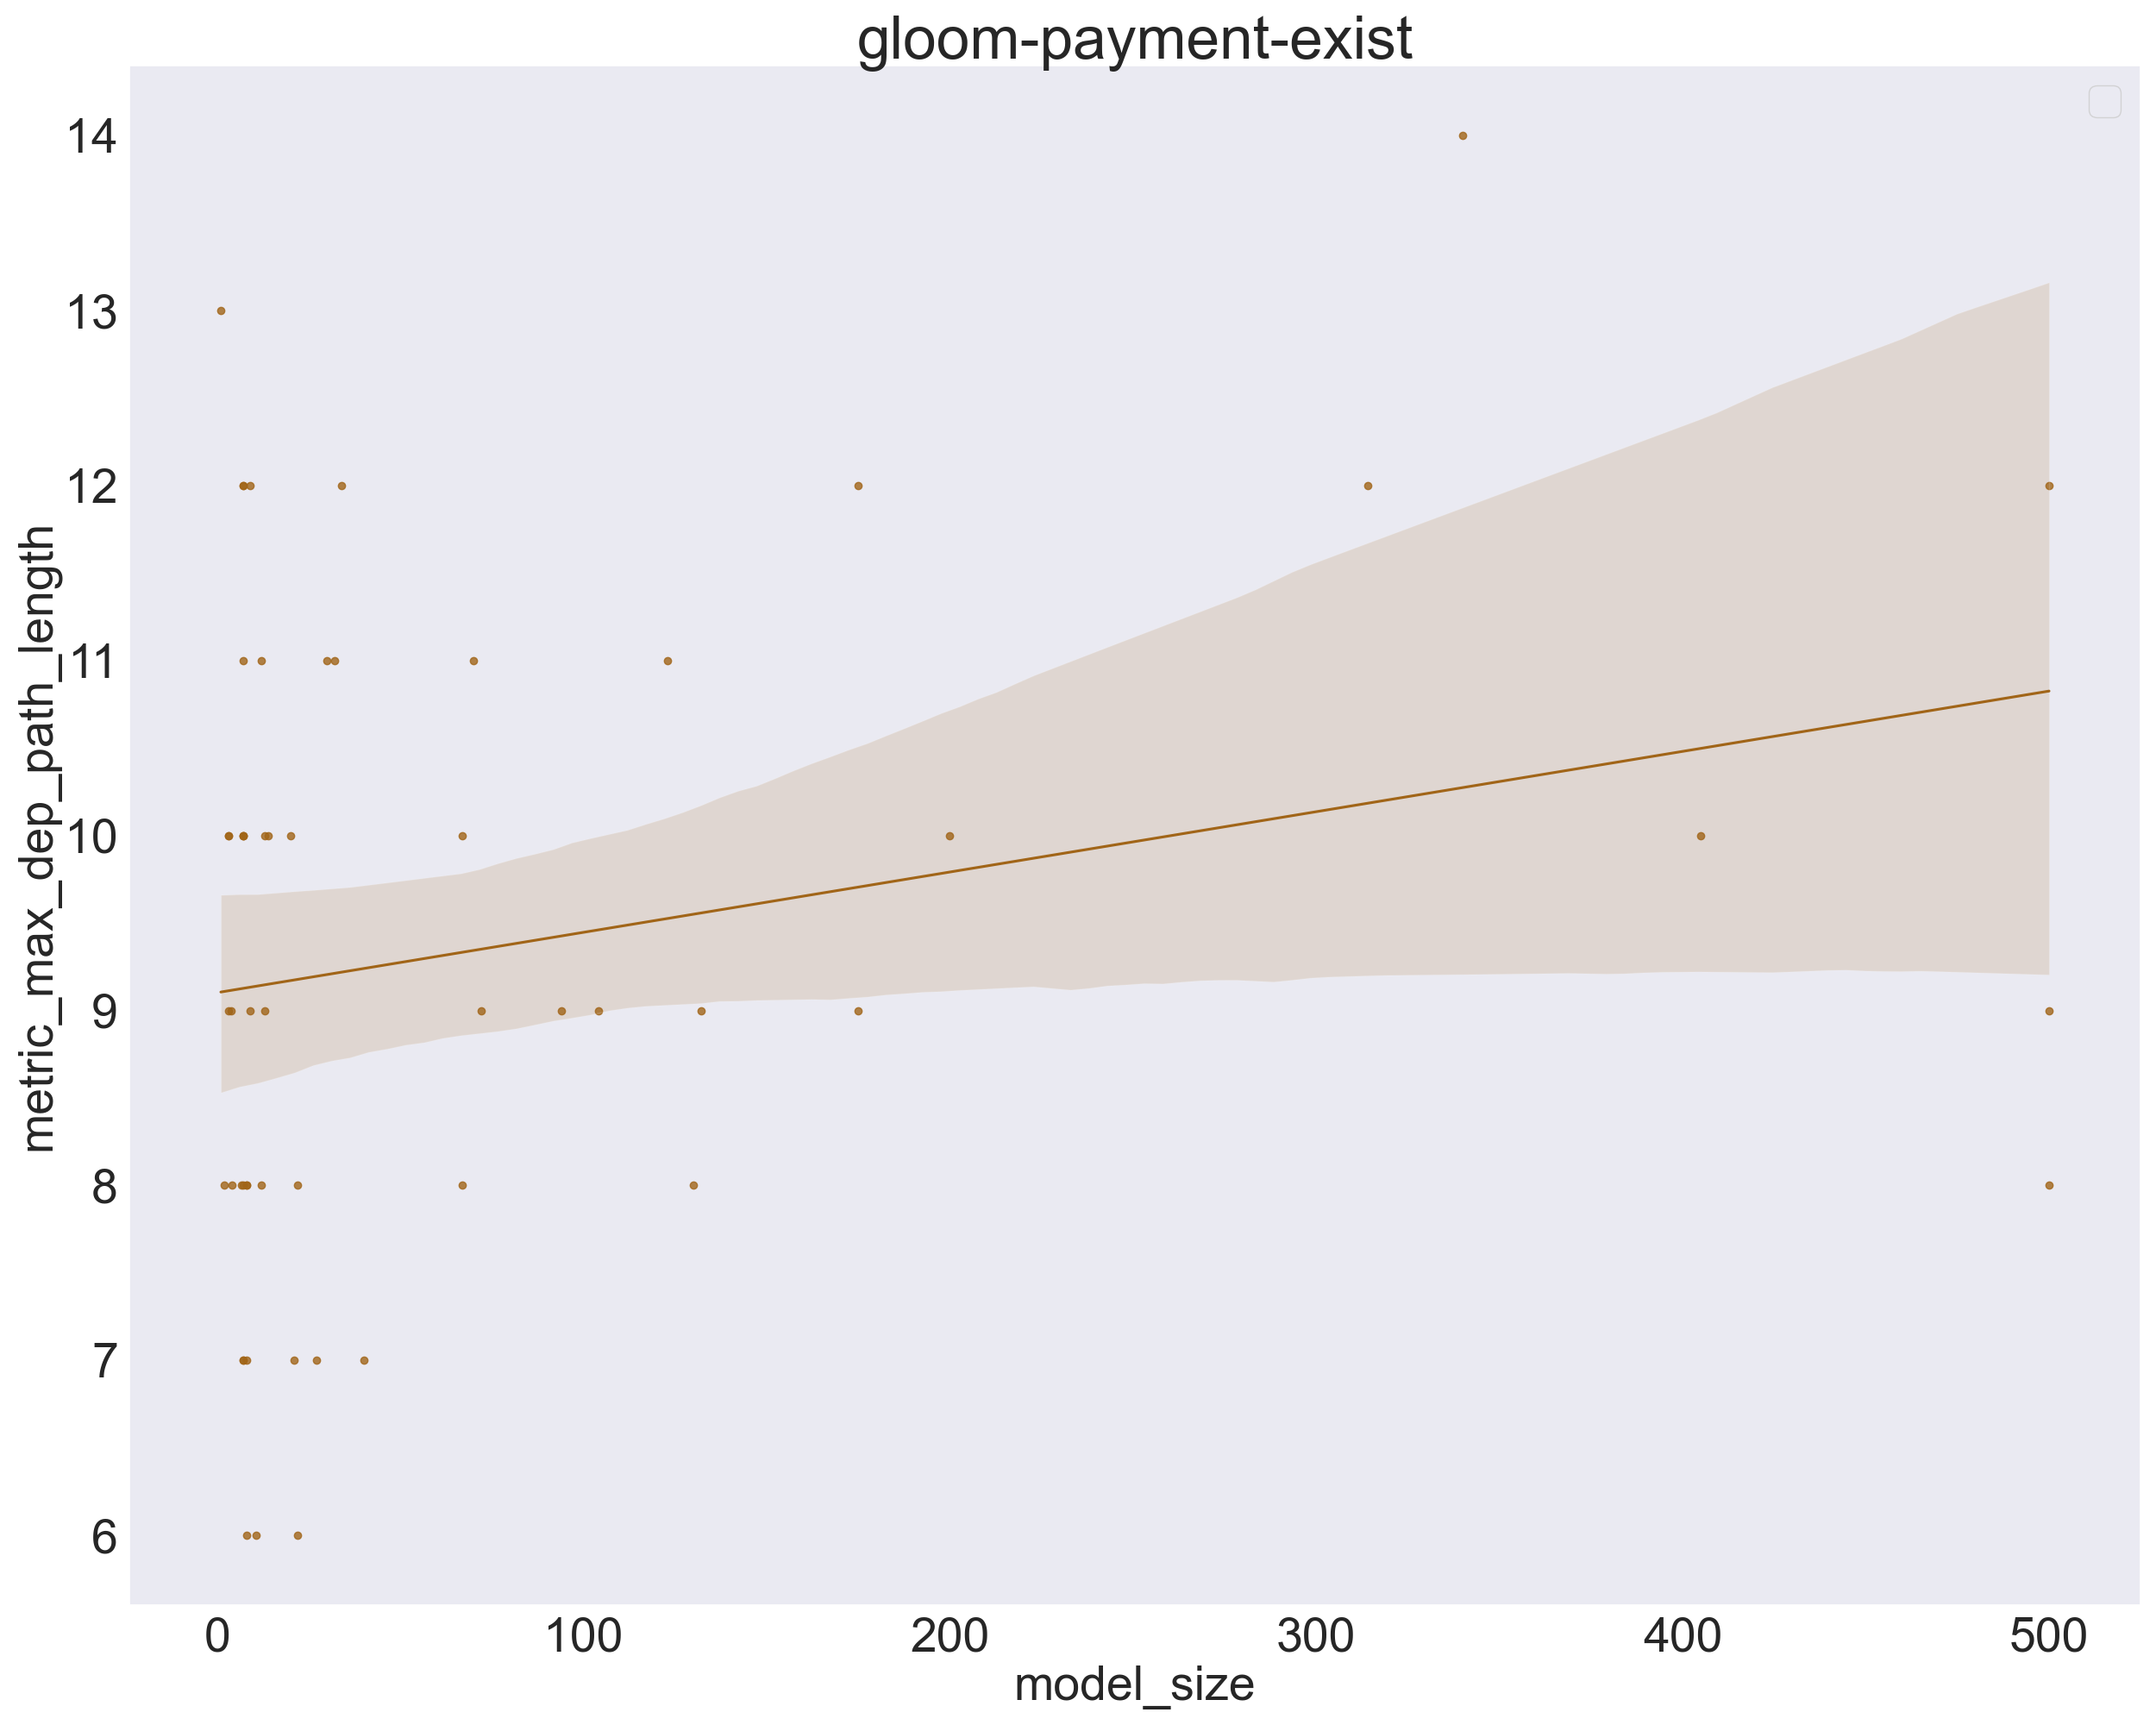 gloom-payment-exist
metric_max_dep_path_length
14
13
12
11
10
9
8
7
6
0 100 200 300 400 500
model_size